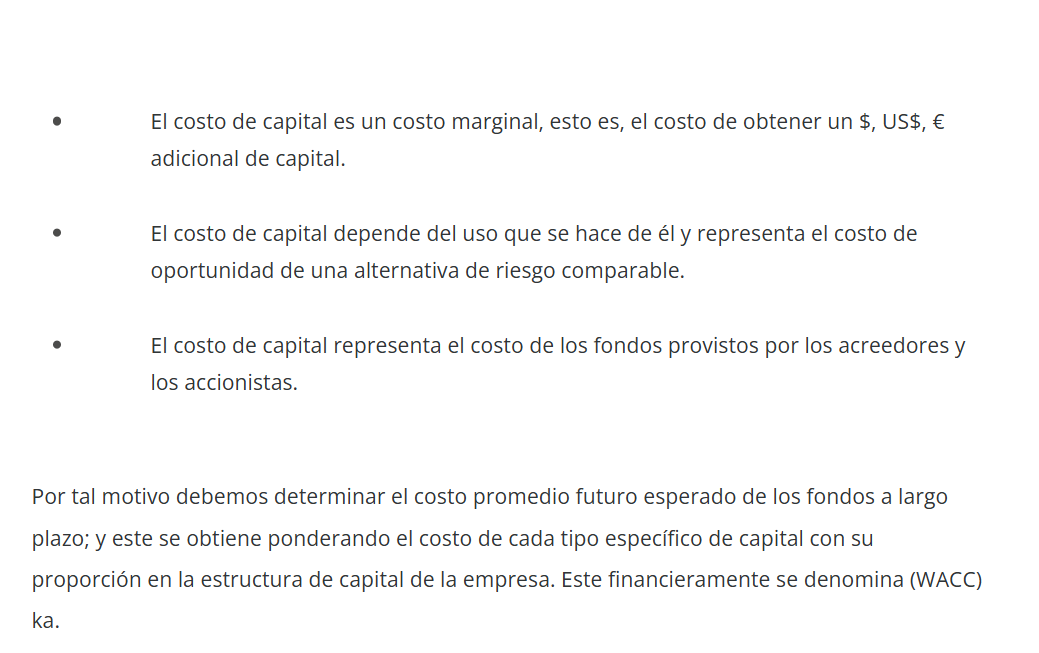 • El costo de capital es un costo marginal, esto es, el costo de obtener un $, US$, €
adicional de capital.
• El costo de capital depende del uso que se hace de él y representa el costo de
oportunidad de una alternativa de riesgo comparable.
• El costo de capital representa el costo de los fondos provistos por los acreedores y
los accionistas.
Por tal motivo debemos determinar el costo promedio futuro esperado de los fondos a largo
plazo; y este se obtiene ponderando el costo de cada tipo específico de capital con su
proporción en la estructura de capital de la empresa. Este financieramente se denomina (WACC)
ka.